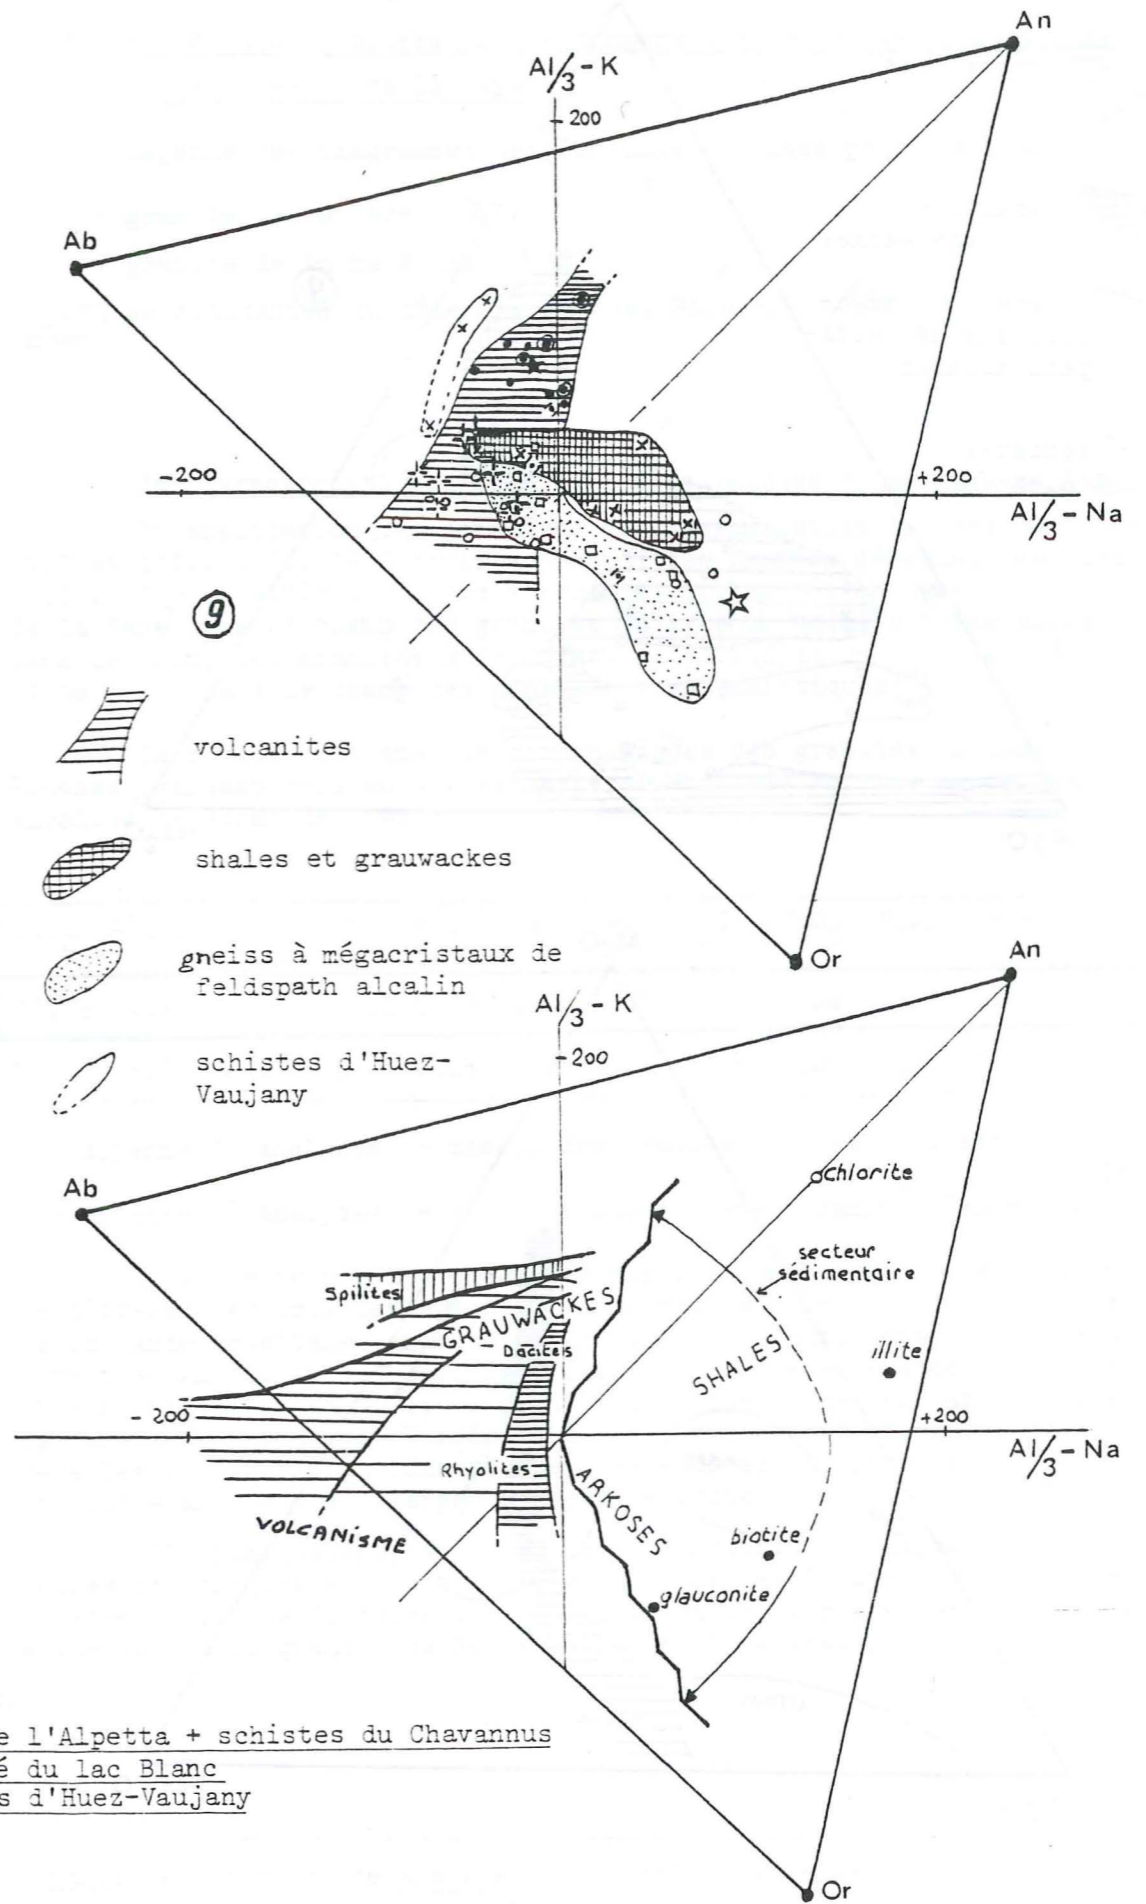 An
Al/3 - K
200
Ab
-200
+200
Al/3 - Na
9
volcanites
shales et grauwackes
gneiss à mégacristaux de
feldspath alcalin
Or
schistes d'Huez-
Vaujany
An
Al/3 - K
200
Ab
chlorite
secteur
sédimentaire
Spilites
GRAUWACKES
Dacites
SHALES
illite
- 200
+200
Al/3 - Na
Rhyolites
ARKOSES
VOLCANISME
biotite
glauconite
e l'Alpetta + schistes du Chavannus
é du lac Blanc
s d'Huez-Vaujany
Or